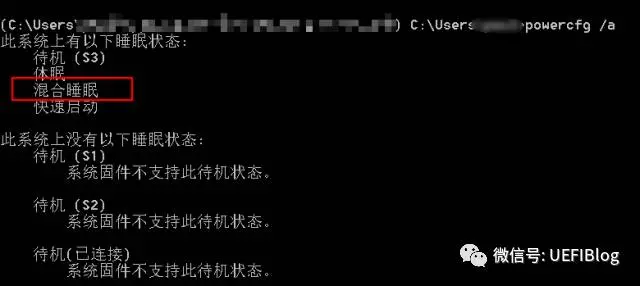 (C:\Users\ ) C:\Users\ >powercfg /a
此系统上有以下睡眠状态:
待机 (S3)
休眠
混合睡眠
快速启动
此系统上没有以下睡眠状态:
待机 (S1)
系统固件不支持此待机状态。
待机 (S2)
系统固件不支持此待机状态。
待机(已连接)
系统固件不支持此待机状态。
微信号: UEFIBlog